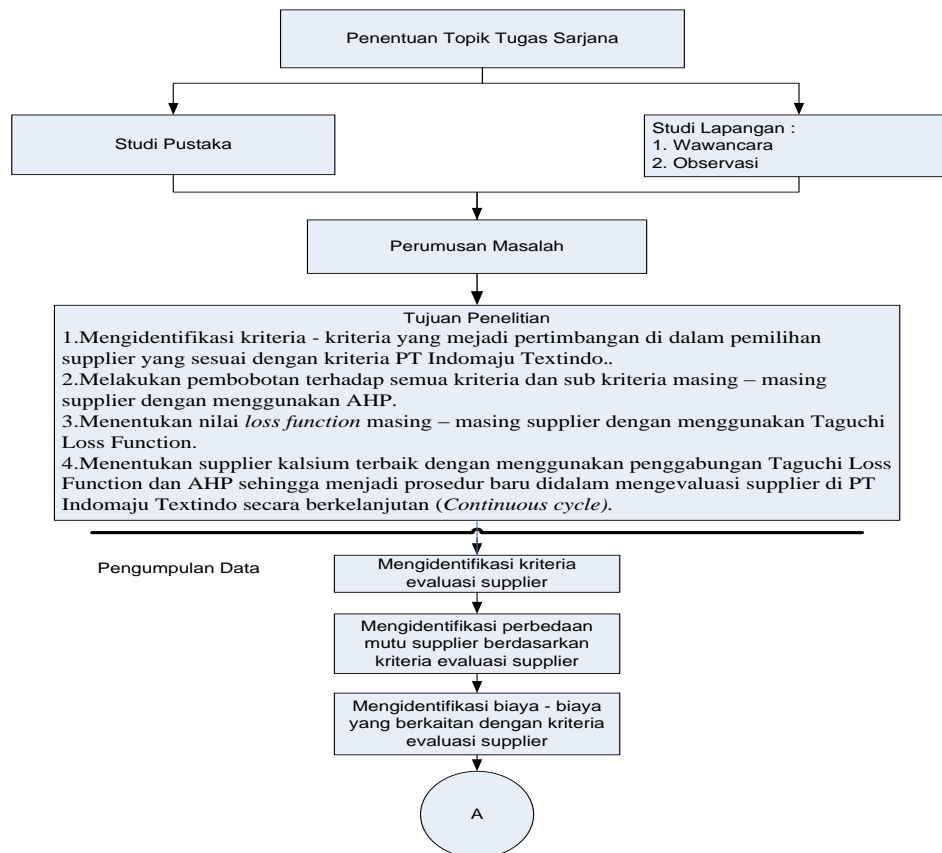 Penentuan Topik Tugas Sarjana
Studi Pustaka
Studi Lapangan :
1. Wawancara
2. Observasi
Perumusan Masalah
Tujuan Penelitian
1.Mengidentifikasi kriteria - kriteria yang mejadi pertimbangan di dalam pemilihan
supplier yang sesuai dengan kriteria PT Indomaju Textindo..
2.Melakukan pembobotan terhadap semua kriteria dan sub kriteria masing – masing
supplier dengan menggunakan AHP.
3.Menentukan nilai loss function masing – masing supplier dengan menggunakan Taguchi
Loss Function.
4.Menentukan supplier kalsium terbaik dengan menggunakan penggabungan Taguchi Loss
Function dan AHP sehingga menjadi prosedur baru didalam mengevaluasi supplier di PT
Indomaju Textindo secara berkelanjutan (Continuous cycle).
Pengumpulan Data
Mengidentifikasi kriteria
evaluasi supplier
Mengidentifikasi perbedaan
mutu supplier berdasarkan
kriteria evaluasi supplier
Mengidentifikasi biaya - biaya
yang berkaitan dengan kriteria
evaluasi supplier
A